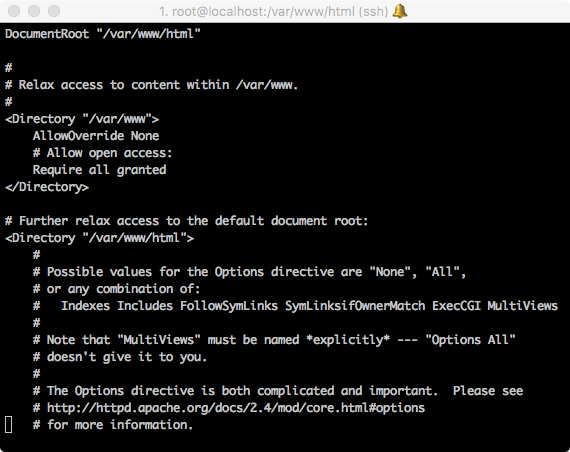 1. root@localhost:/var/www/html (ssh)
DocumentRoot "/var/www/html"
#
# Relax access to content within /var/www.
#
<Directory "/var/www">
    AllowOverride None
    # Allow open access:
    Require all granted
</Directory>
# Further relax access to the default document root:
<Directory "/var/www/html">
    #
    # Possible values for the Options directive are "None", "All",
    # or any combination of:
    #   Indexes Includes FollowSymLinks SymLinksifOwnerMatch ExecCGI MultiViews
    #
    # Note that "MultiViews" must be named *explicitly* --- "Options All"
    # doesn't give it to you.
    #
    # The Options directive is both complicated and important.  Please see
    # http://httpd.apache.org/docs/2.4/mod/core.html#options
    # for more information.